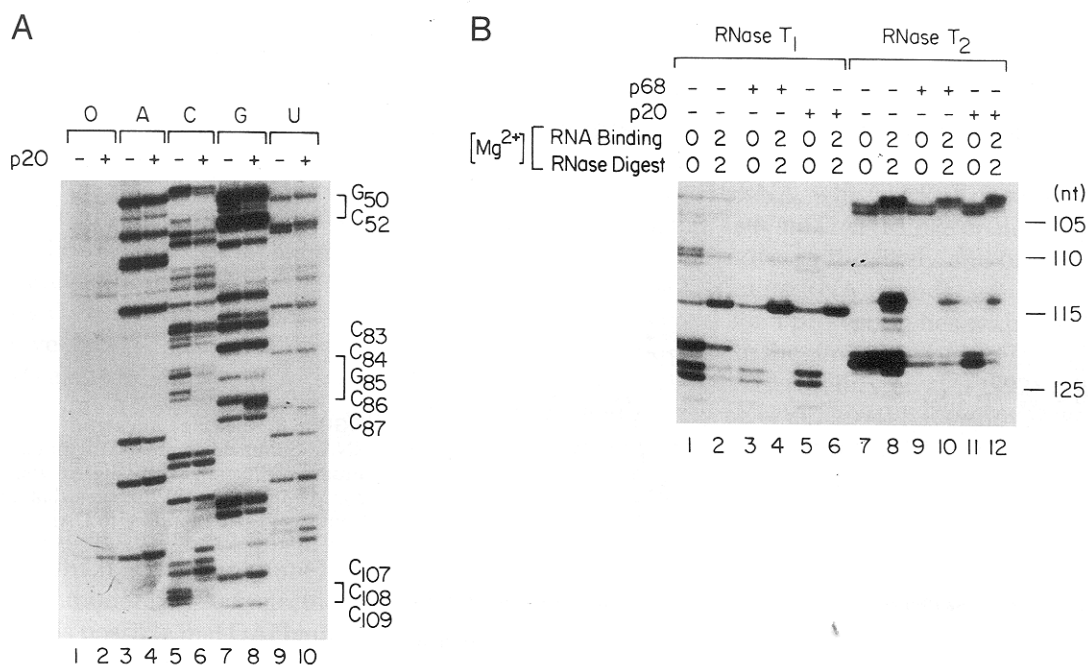 A
O A C G U
p20 - + - + - + - + - +
G50
C52
C83
C84
G85
C86
C87
C107
C108
C109
1 2 3 4 5 6 7 8 9 10
B
RNase T1 RNase T2
p68 - - + + - - - - + + - -
p20 - - - - + + - - - - + +
[Mg2+] RNA Binding 0 2 0 2 0 2 0 2 0 2 0 2
RNase Digest 0 2 0 2 0 2 0 2 0 2 0 2
(nt)
105
110
115
125
1 2 3 4 5 6 7 8 9 10 11 12